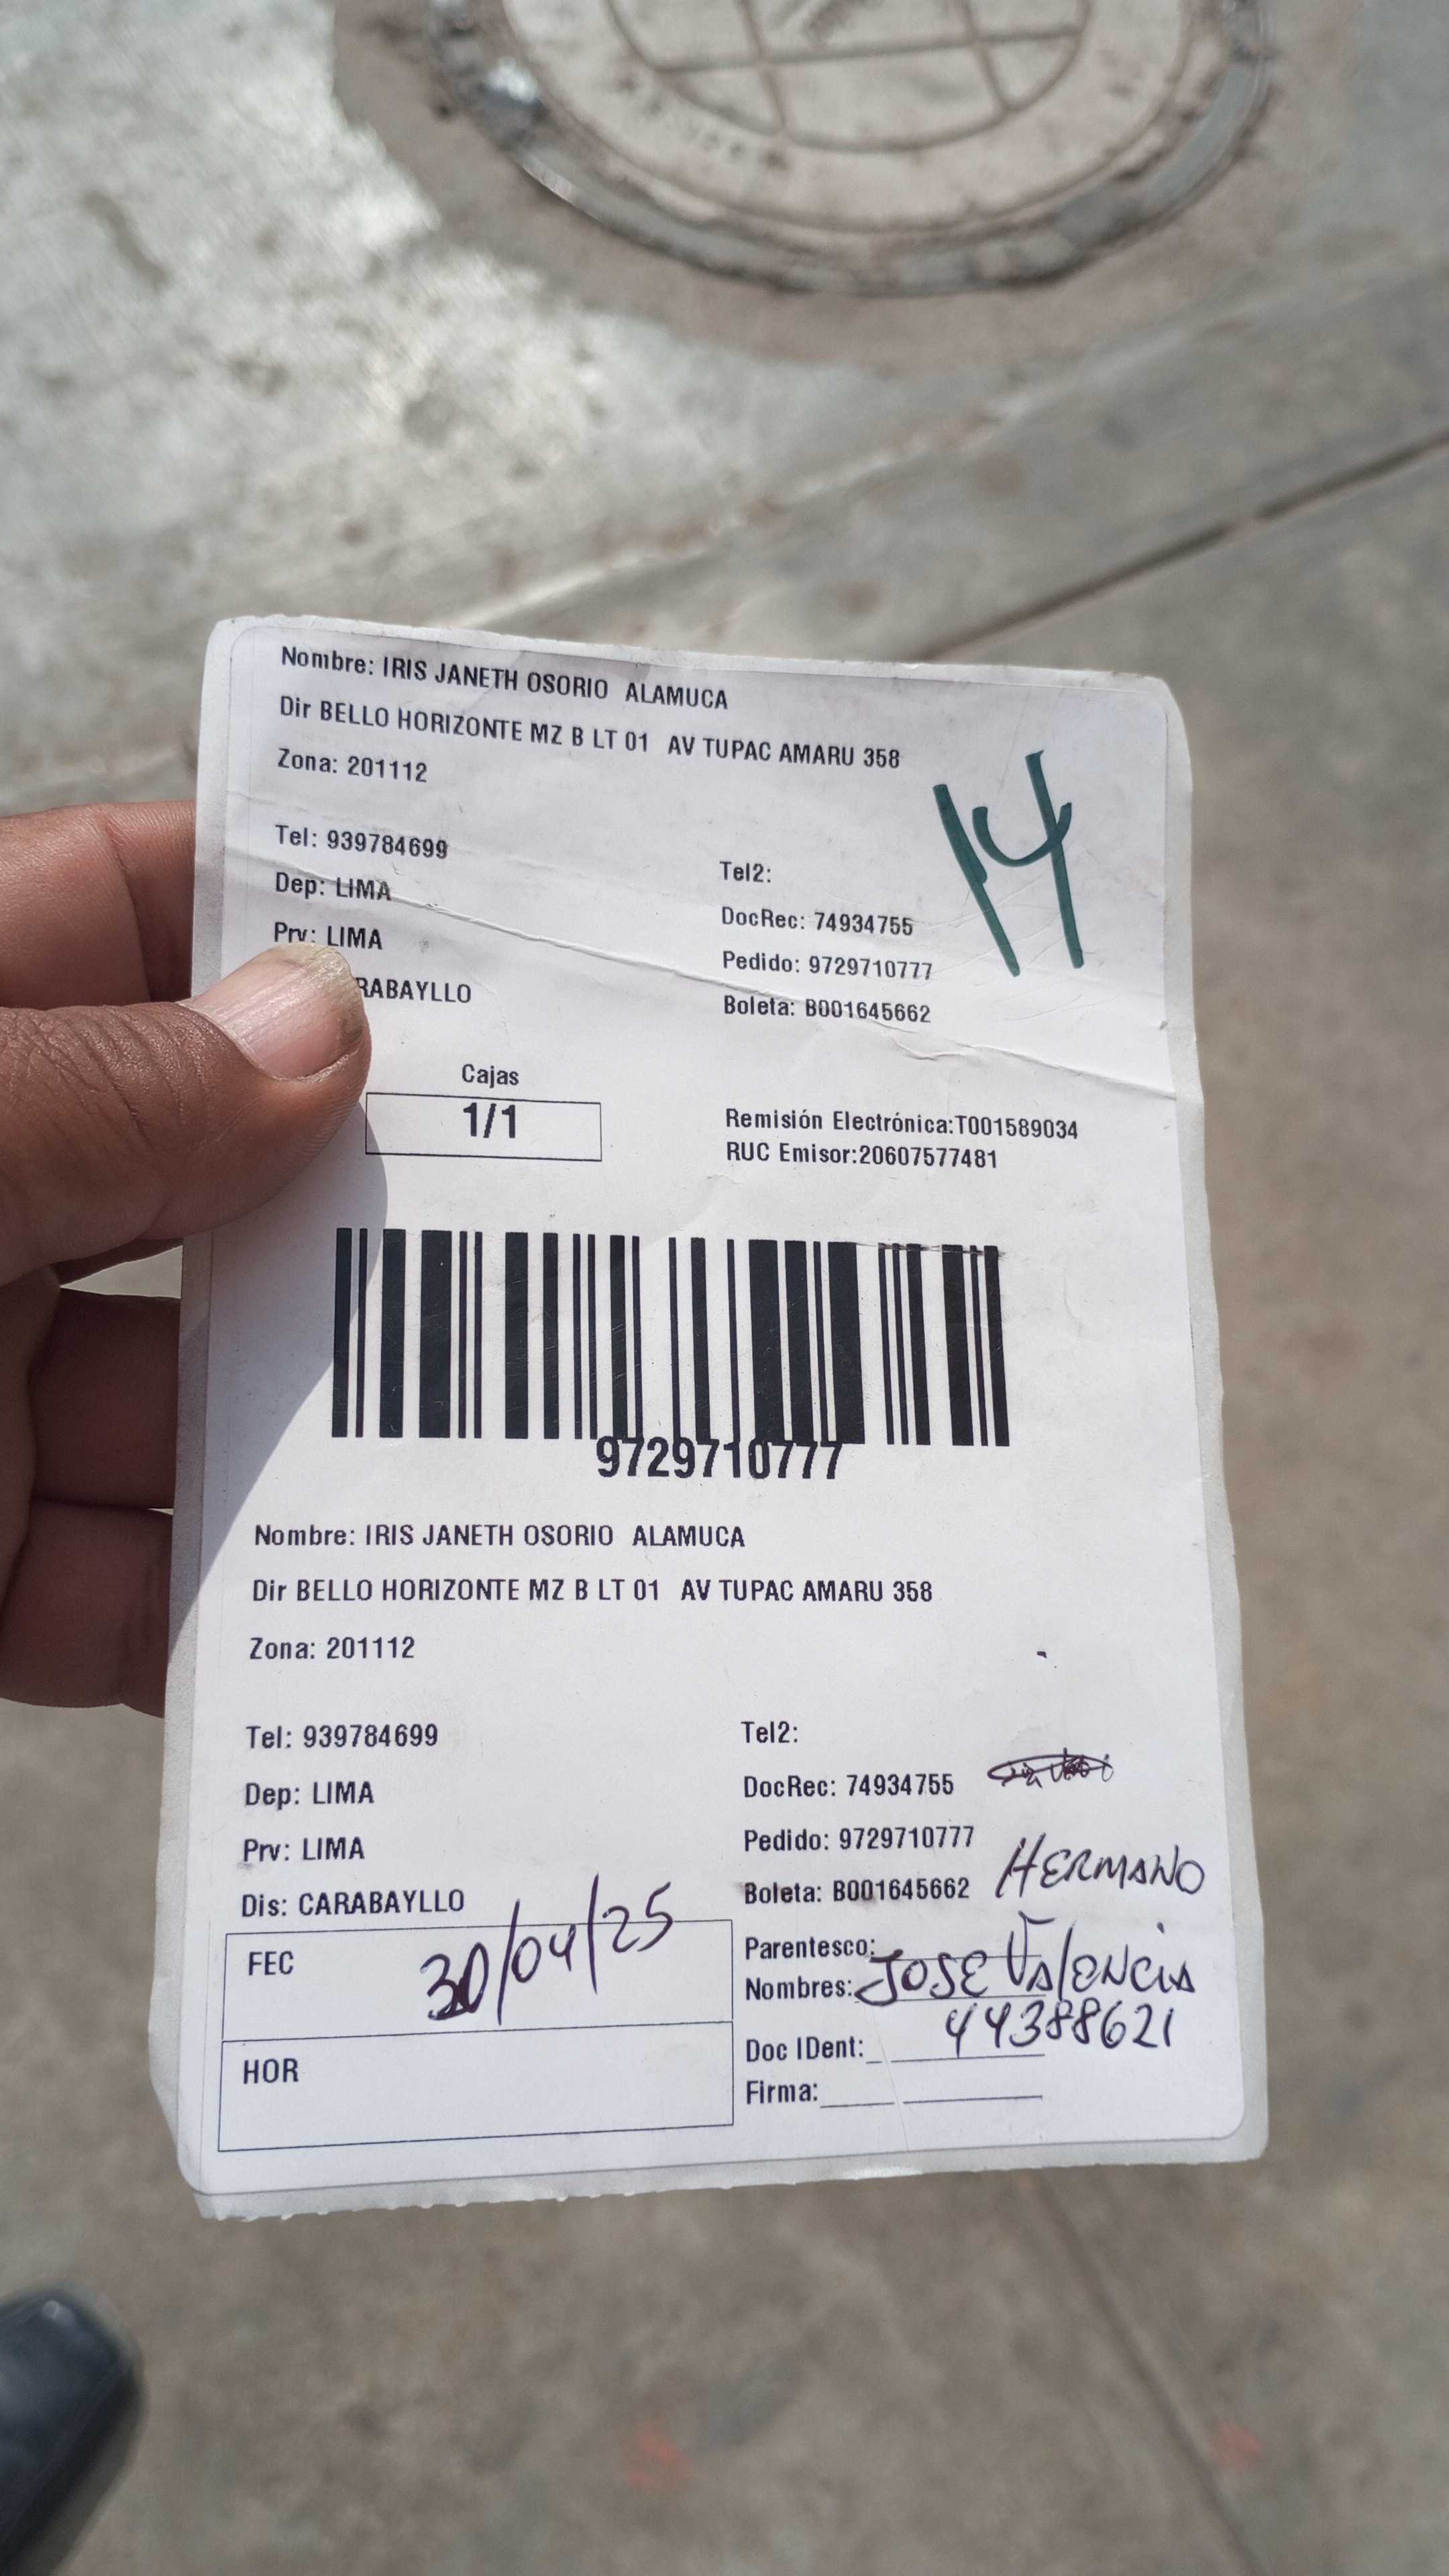 Nombre: IRIS JANETH OSORIO ALAMUCA
Dir BELLO HORIZONTE MZ B LT 01 AV TUPAC AMARU 358
Zona: 201112
14
Tel: 939784699
Tel2:
Dep: LIMA
DocRec: 74934755
Prv: LIMA
Pedido: 9729710777
RABAYLLO
Boleta: B001645662
Cajas
1/1
Remisión Electrónica:T001589034
RUC Emisor:20607577481
9729710777
Nombre: IRIS JANETH OSORIO ALAMUCA
Dir BELLO HORIZONTE MZ B LT 01 AV TUPAC AMARU 358
Zona: 201112
Tel: 939784699
Tel2:
Dep: LIMA
DocRec: 74934755
Prv: LIMA
Pedido: 9729710777
Dis: CARABAYLLO
Boleta: B001645662
HERMANO
FEC 30/04/25
Parentesco:
Nombres: JOSE VALENCIA
Doc IDent: 44388621
HOR
Firma: